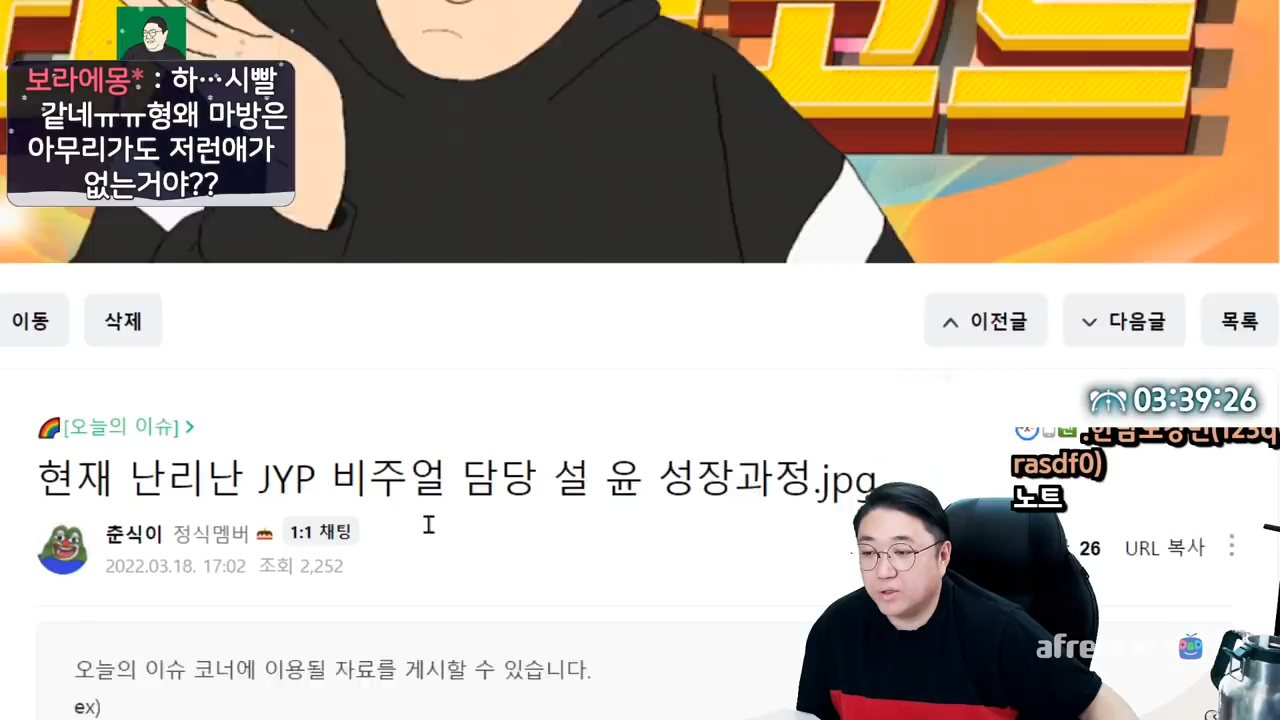 보라에몽* : 하…시빨
같네ㅠㅠ형왜 마방은
아무리가도 저런애가
없는거야??
이동
삭제
이전글
다음글
목록
03:39:26
[오늘의 이슈]
현재 난리난 JYP 비주얼 담당 설 윤 성장과정.jpg
rasdf0)
노트
춘식이 정식멤버 1:1 채팅
26
URL 복사
2022.03.18. 17:02 조회 2,252
오늘의 이슈 코너에 이용될 자료를 게시할 수 있습니다.
ex)